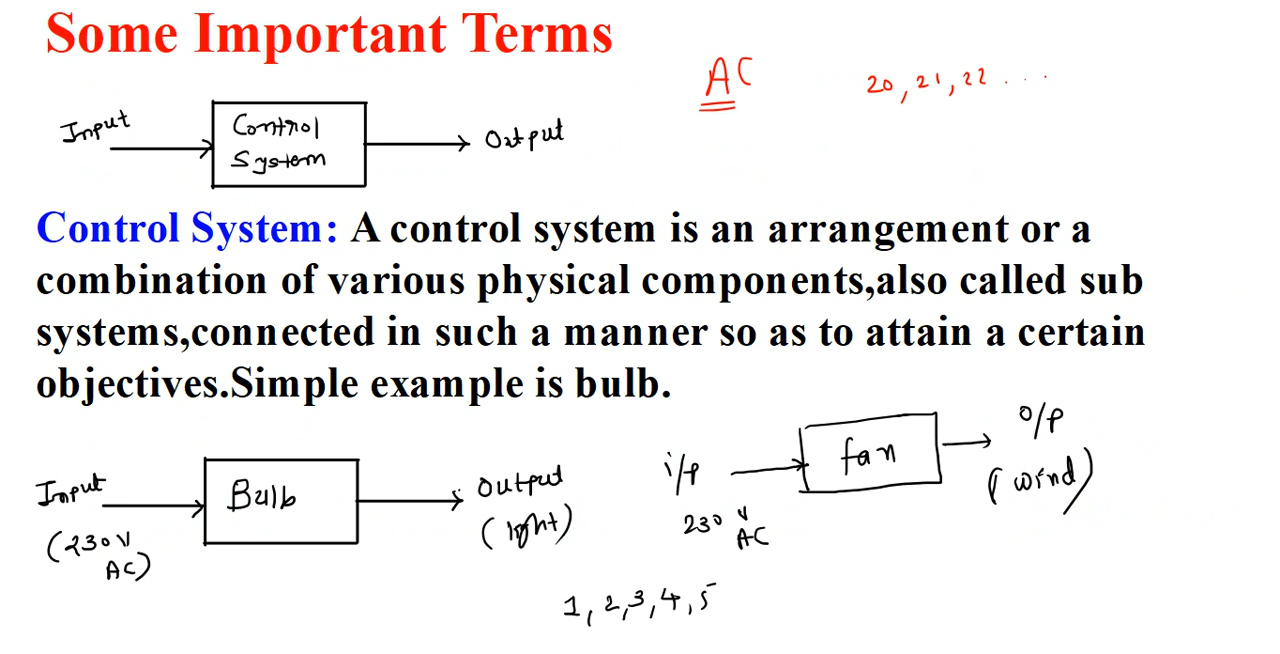 Some Important Terms
AC
20, 21, 22 . . .
Input
Control
System
Output
Control System: A control system is an arrangement or a
combination of various physical components,also called sub
systems,connected in such a manner so as to attain a certain
objectives.Simple example is bulb.
Input
(230V
AC)
Bulb
Output
(light)
i/p
230 V
AC
fan
o/p
(wind)
1, 2, 3, 4, 5